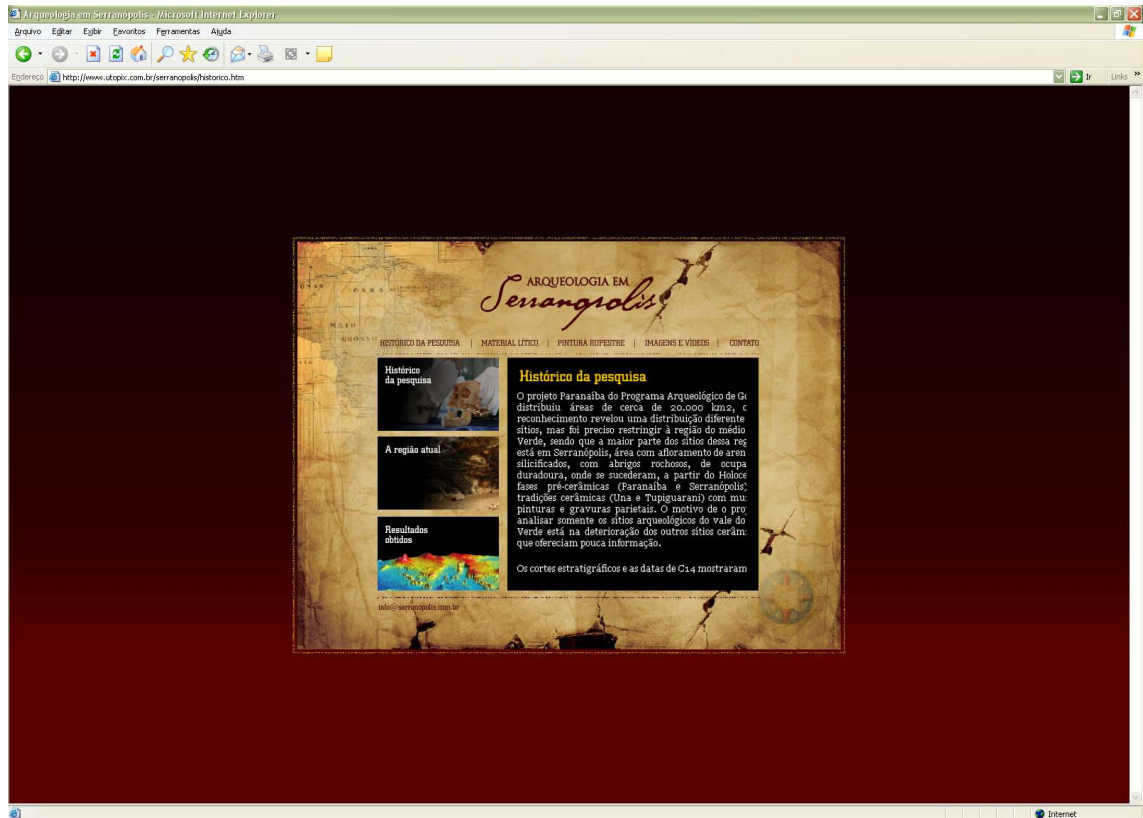 Arqueologia em Serranópolis - Microsoft Internet Explorer
Arquivo Editar Exibir Favoritos Ferramentas Ajuda
Endereço http://www.utopix.com.br/serranopolis/historico.htm Ir Links »
ARQUEOLOGIA EM
Serranópolis
PARÁ
MATO
GROSSO
HISTÓRICO DA PESQUISA | MATERIAL LÍTICO | PINTURA RUPESTRE | IMAGENS E VÍDEOS | CONTATO
Histórico
da pesquisa
A região atual
Resultados
obtidos
Histórico da pesquisa
O projeto Paranaíba do Programa Arqueológico de Go
distribuiu áreas de cerca de 20.000 km2, c
reconhecimento revelou uma distribuição diferente
sítios, mas foi preciso restringir à região do médio
Verde, sendo que a maior parte dos sítios dessa reg
está em Serranópolis, área com afloramento de aren
silicificados, com abrigos rochosos, de ocupa
duradoura, onde se sucederam, a partir do Holoce
fases pré-cerâmicas (Paranaíba e Serranópolis)
tradições cerâmicas (Una e Tupiguarani) com mu
pinturas e gravuras parietais. O motivo de o proj
analisar somente os sítios arqueológicos do vale do
Verde está na deterioração dos outros sítios cerâm
que ofereciam pouca informação.
Os cortes estratigráficos e as datas de C14 mostraram
info@serranopolis.com.br
Internet